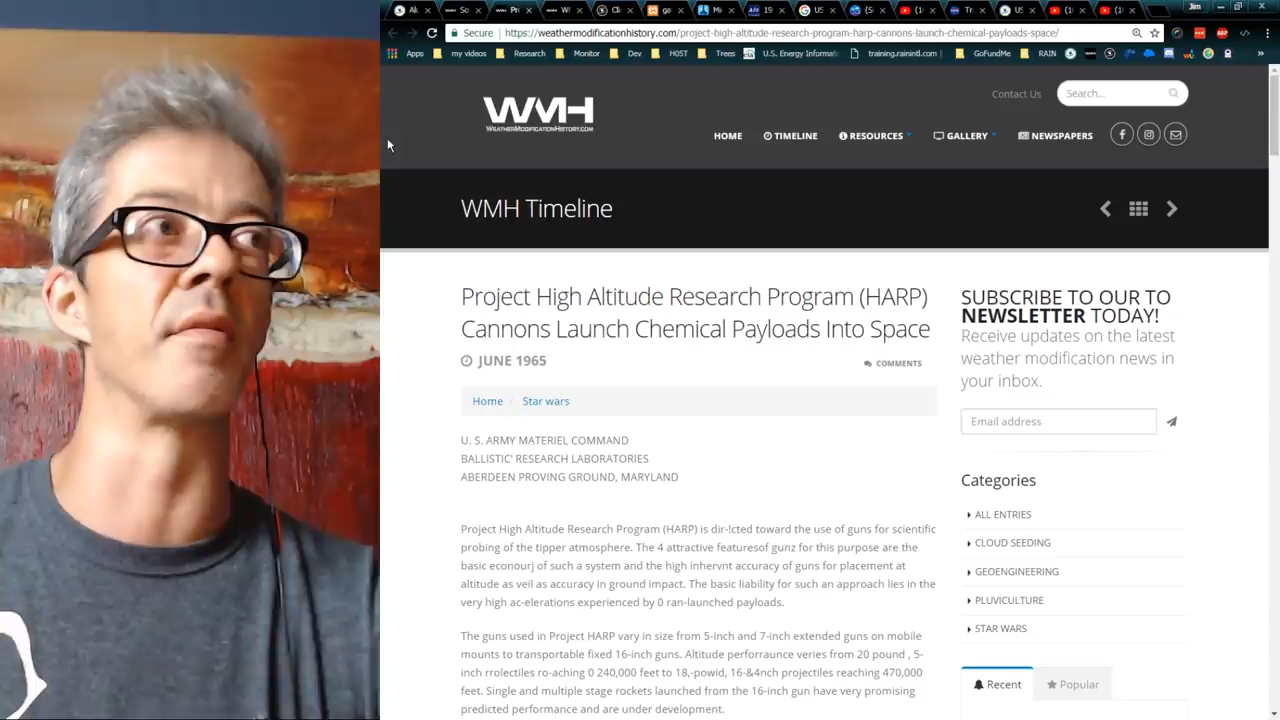 Jim
Secure
https://weathermodificationhistory.com/project-high-altitude-research-program-harp-cannons-launch-chemical-payloads-space/
Apps my videos Research Monitor Dev H05T Trees eia U.S. Energy Informati training.rainintl.com GoFundMe RAIN
Contact Us
Search...
WMH
WEATHERMODIFICATIONHISTORY.COM
HOME TIMELINE RESOURCES GALLERY NEWSPAPERS
WMH Timeline
Project High Altitude Research Program (HARP)
Cannons Launch Chemical Payloads Into Space
JUNE 1965
COMMENTS
Home / Star wars
U. S. ARMY MATERIEL COMMAND
BALLISTIC' RESEARCH LABORATORIES
ABERDEEN PROVING GROUND, MARYLAND
Project High Altitude Research Program (HARP) is dir-!cted toward the use of guns for scientific
probing of the tipper atmosphere. The 4 attractive featuresof gunz for this purpose are the
basic econourj of such a system and the high inhervnt accuracy of guns for placement at
altitude as veil as accuracy in ground impact. The basic liability for such an approach lies in the
very high ac-elerations experienced by 0 ran-launched payloads.
The guns used in Project HARP vary in size from 5-inch and 7-inch extended guns on mobile
mounts to transportable fixed 16-inch guns. Altitude perforraunce veries from 20 pound , 5-
inch rrolectiles ro-aching 0 240,000 feet to 18,-powid, 16-&4nch projectiles reaching 470,000
feet. Single and multiple stage rockets launched from the 16-inch gun have very promising
predicted performance and are under development.
SUBSCRIBE TO OUR TO
NEWSLETTER TODAY!
Receive updates on the latest
weather modification news in
your inbox.
Email address
Categories
ALL ENTRIES
CLOUD SEEDING
GEOENGINEERING
PLUVICULTURE
STAR WARS
Recent Popular